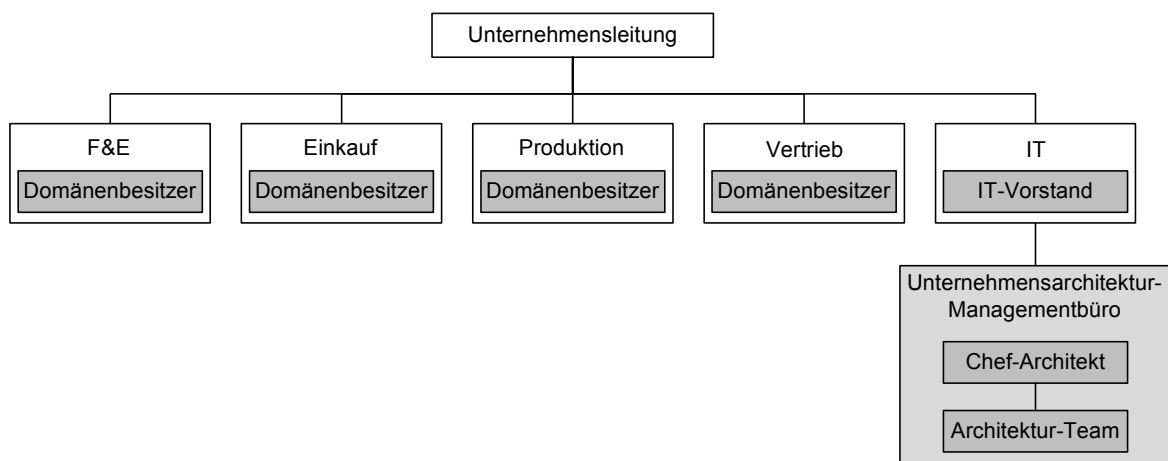 Unternehmensleitung
F&E
Einkauf
Produktion
Vertrieb
IT
Domänenbesitzer
Domänenbesitzer
Domänenbesitzer
Domänenbesitzer
IT-Vorstand
Unternehmensarchitektur-
Managementbüro
Chef-Architekt
Architektur-Team